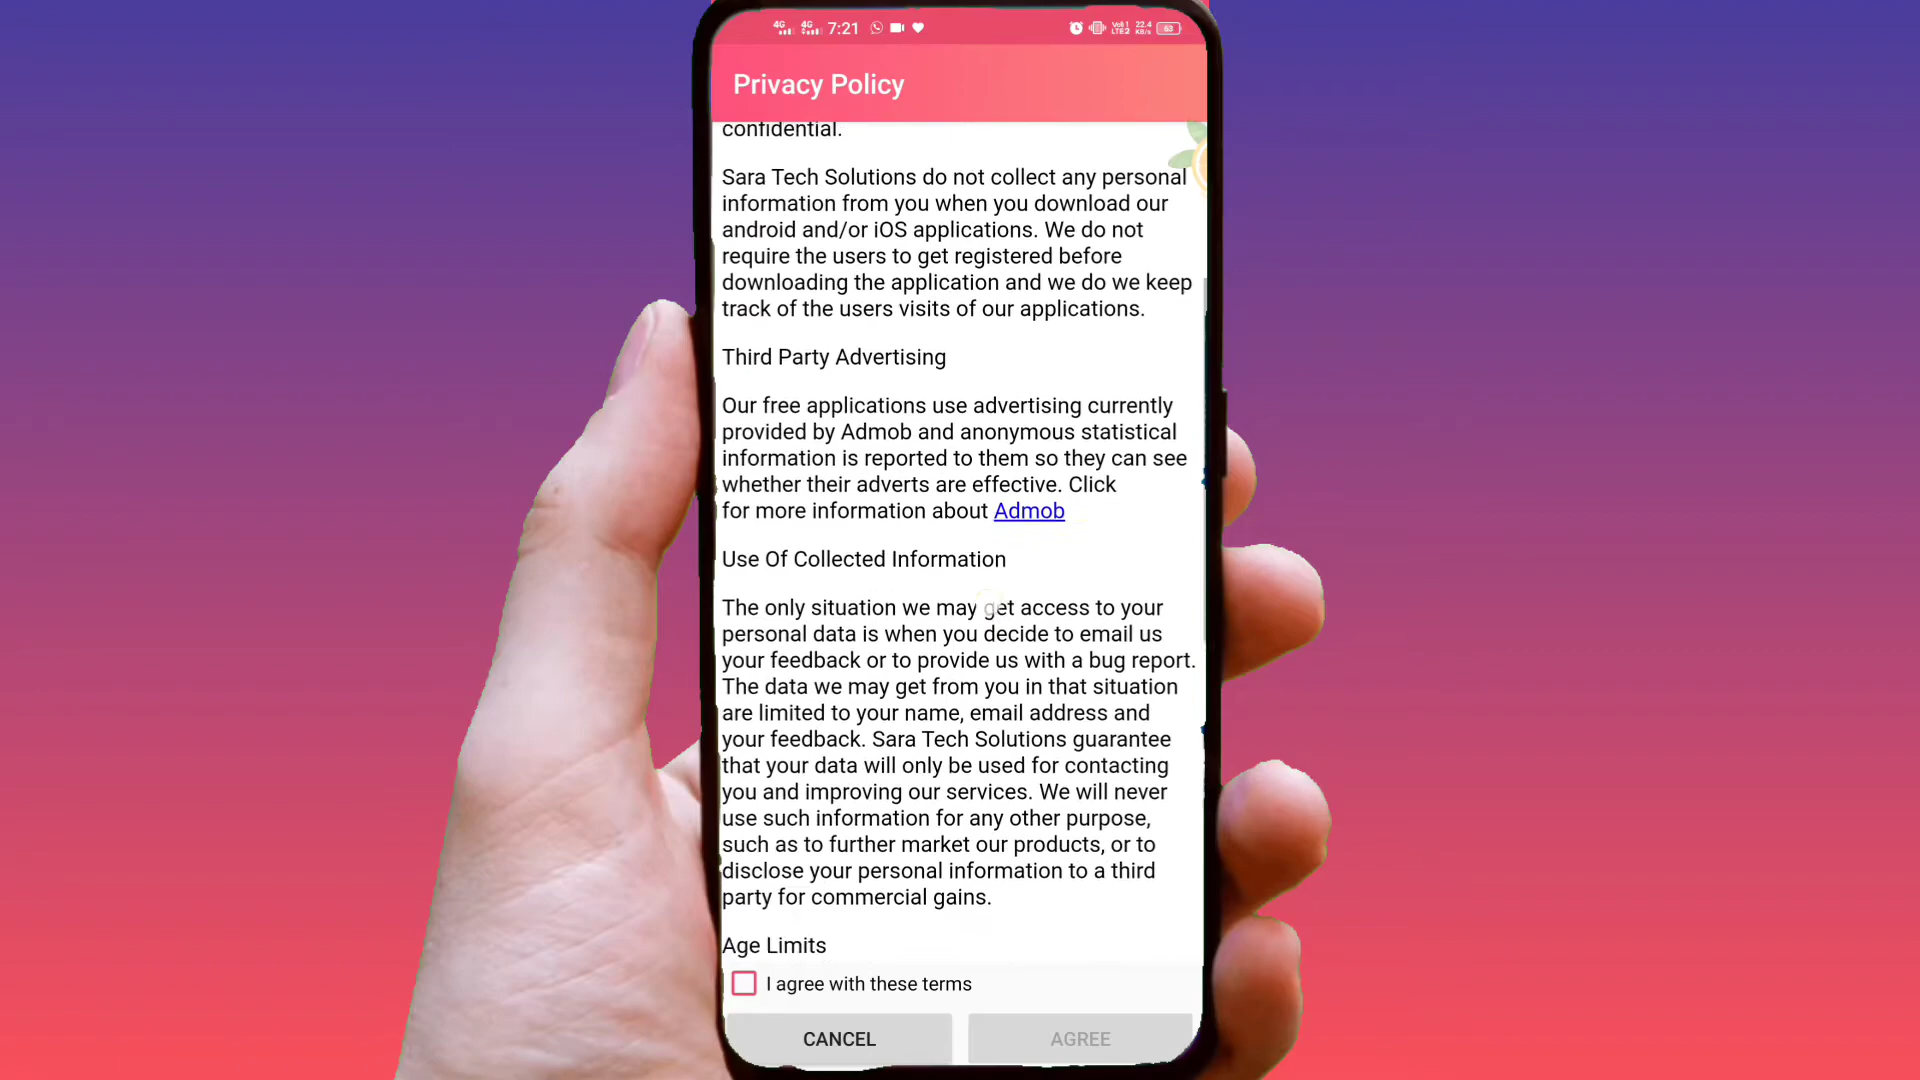 4G 4G 7:21 VoI1 LTE2 22.4 KB/s 63
Privacy Policy
confidential.
Sara Tech Solutions do not collect any personal
information from you when you download our
android and/or iOS applications. We do not
require the users to get registered before
downloading the application and we do we keep
track of the users visits of our applications.
Third Party Advertising
Our free applications use advertising currently
provided by Admob and anonymous statistical
information is reported to them so they can see
whether their adverts are effective. Click
for more information about Admob
Use Of Collected Information
The only situation we may get access to your
personal data is when you decide to email us
your feedback or to provide us with a bug report.
The data we may get from you in that situation
are limited to your name, email address and
your feedback. Sara Tech Solutions guarantee
that your data will only be used for contacting
you and improving our services. We will never
use such information for any other purpose,
such as to further market our products, or to
disclose your personal information to a third
party for commercial gains.
Age Limits
I agree with these terms
CANCEL AGREE